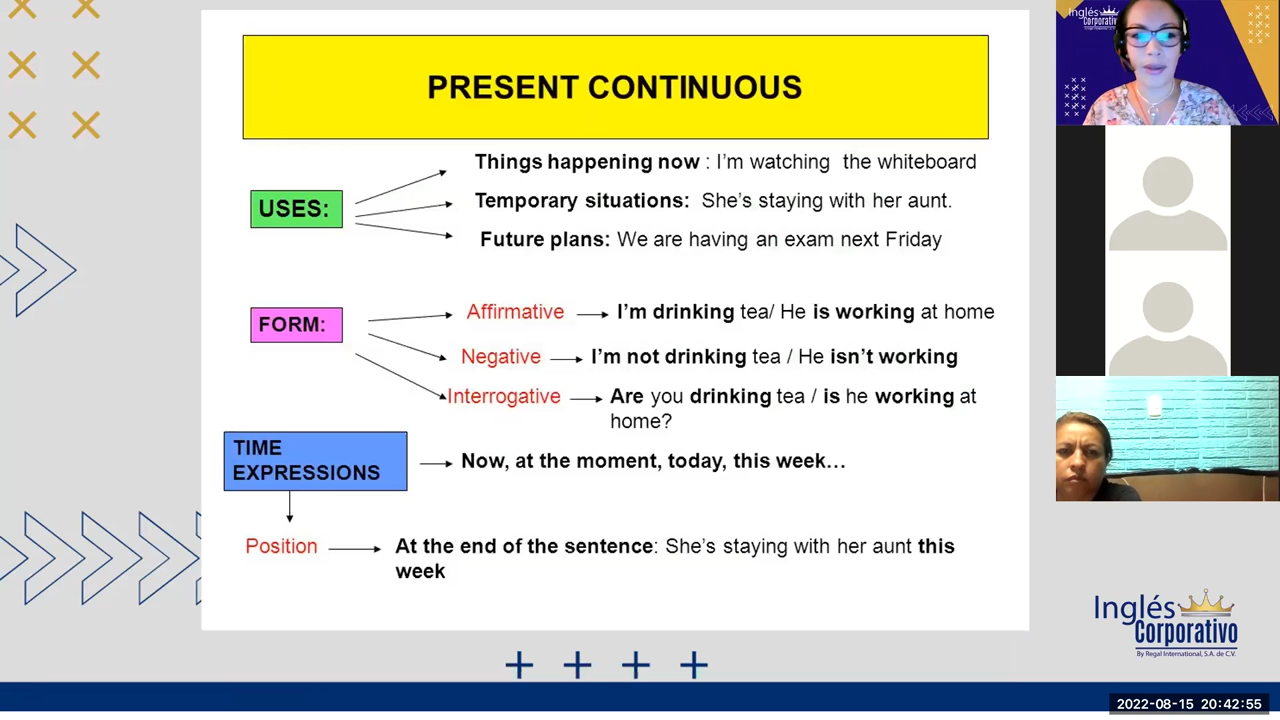 PRESENT CONTINUOUS
USES:
Things happening now : I'm watching the whiteboard
Temporary situations: She's staying with her aunt.
Future plans: We are having an exam next Friday
FORM:
Affirmative I'm drinking tea/ He is working at home
Negative I'm not drinking tea / He isn't working
Interrogative Are you drinking tea / is he working at
home?
TIME
EXPRESSIONS
Now, at the moment, today, this week…
Position At the end of the sentence: She's staying with her aunt this
week
Inglés
Corporativo
Inglés
Corporativo
By Regal International, S.A. de C.V.
2022-08-15 20:42:55